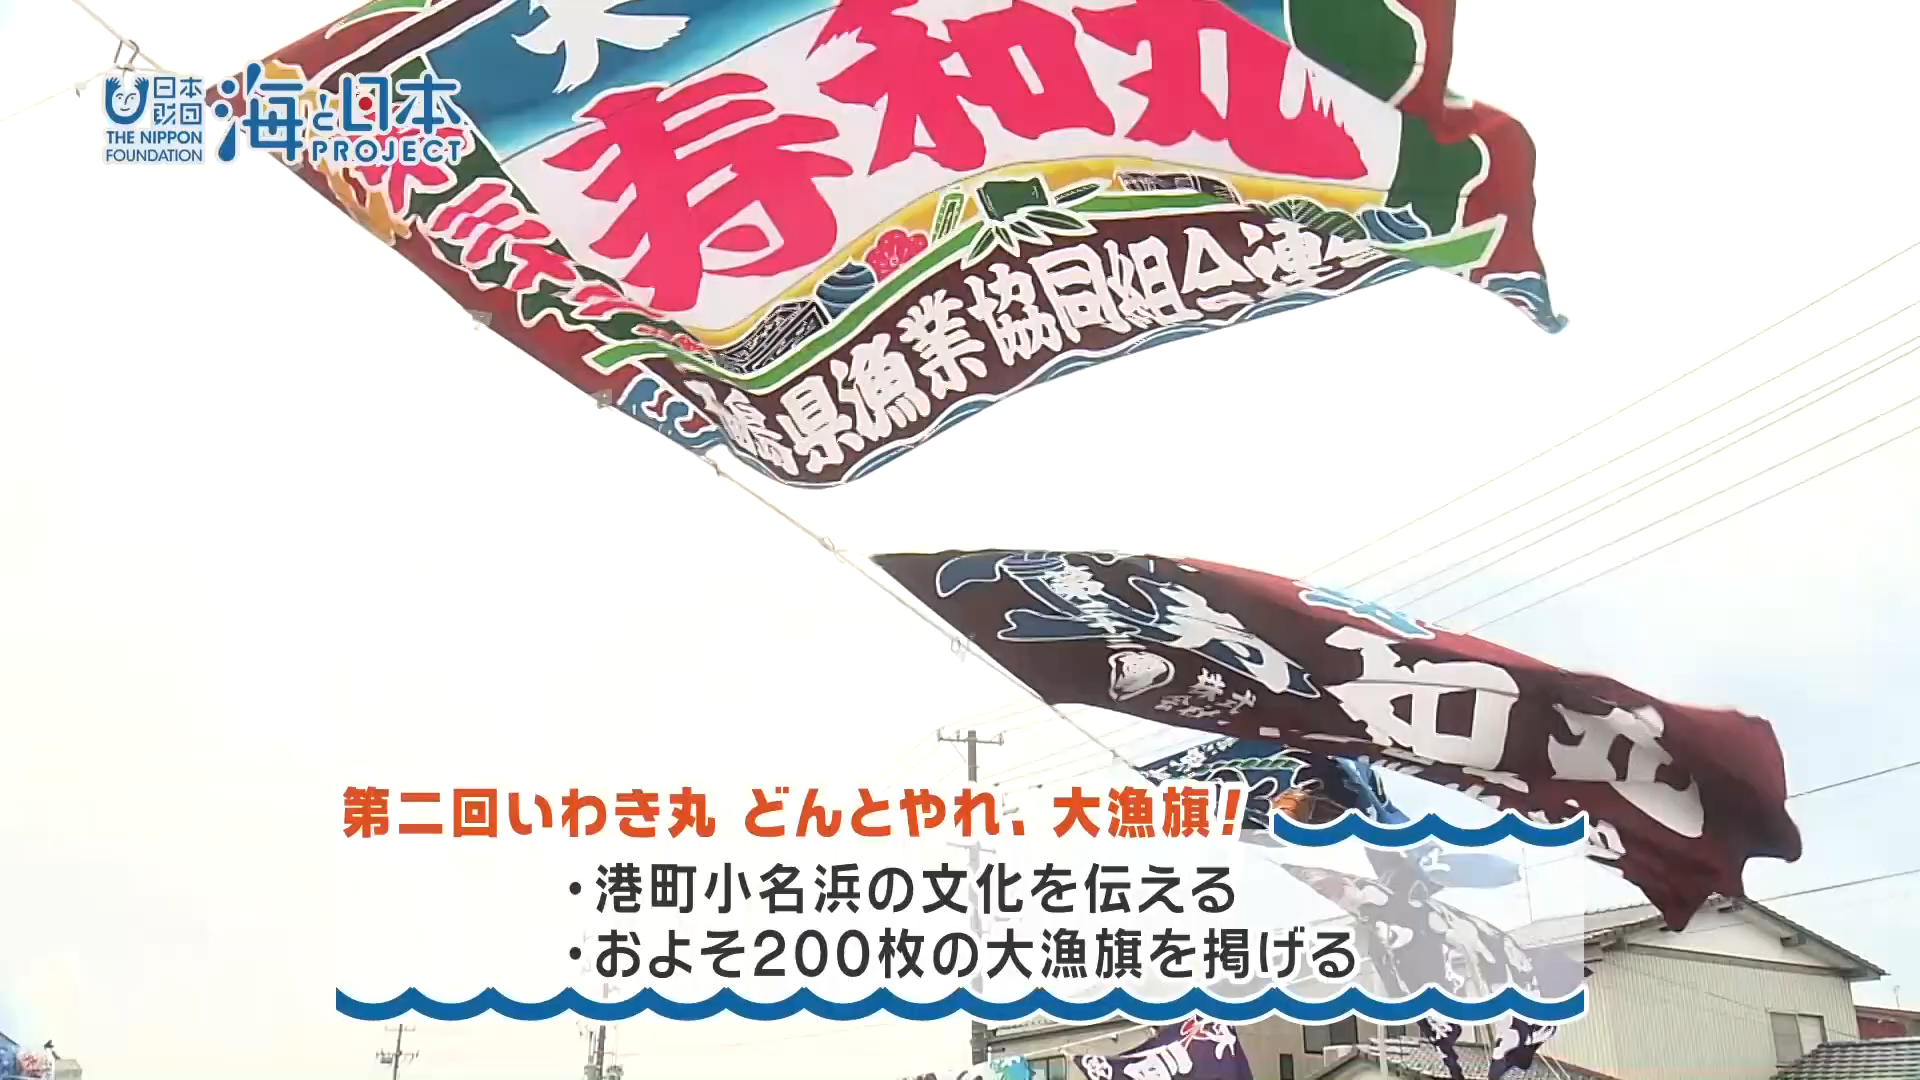 日本
財団
THE NIPPON
FOUNDATION
海と日本
PROJECT
寿和丸
県漁業協同組合連
株式
丸
第二回いわき丸 どんとやれ、大漁旗!
・港町小名浜の文化を伝える
・およそ200枚の大漁旗を掲げる